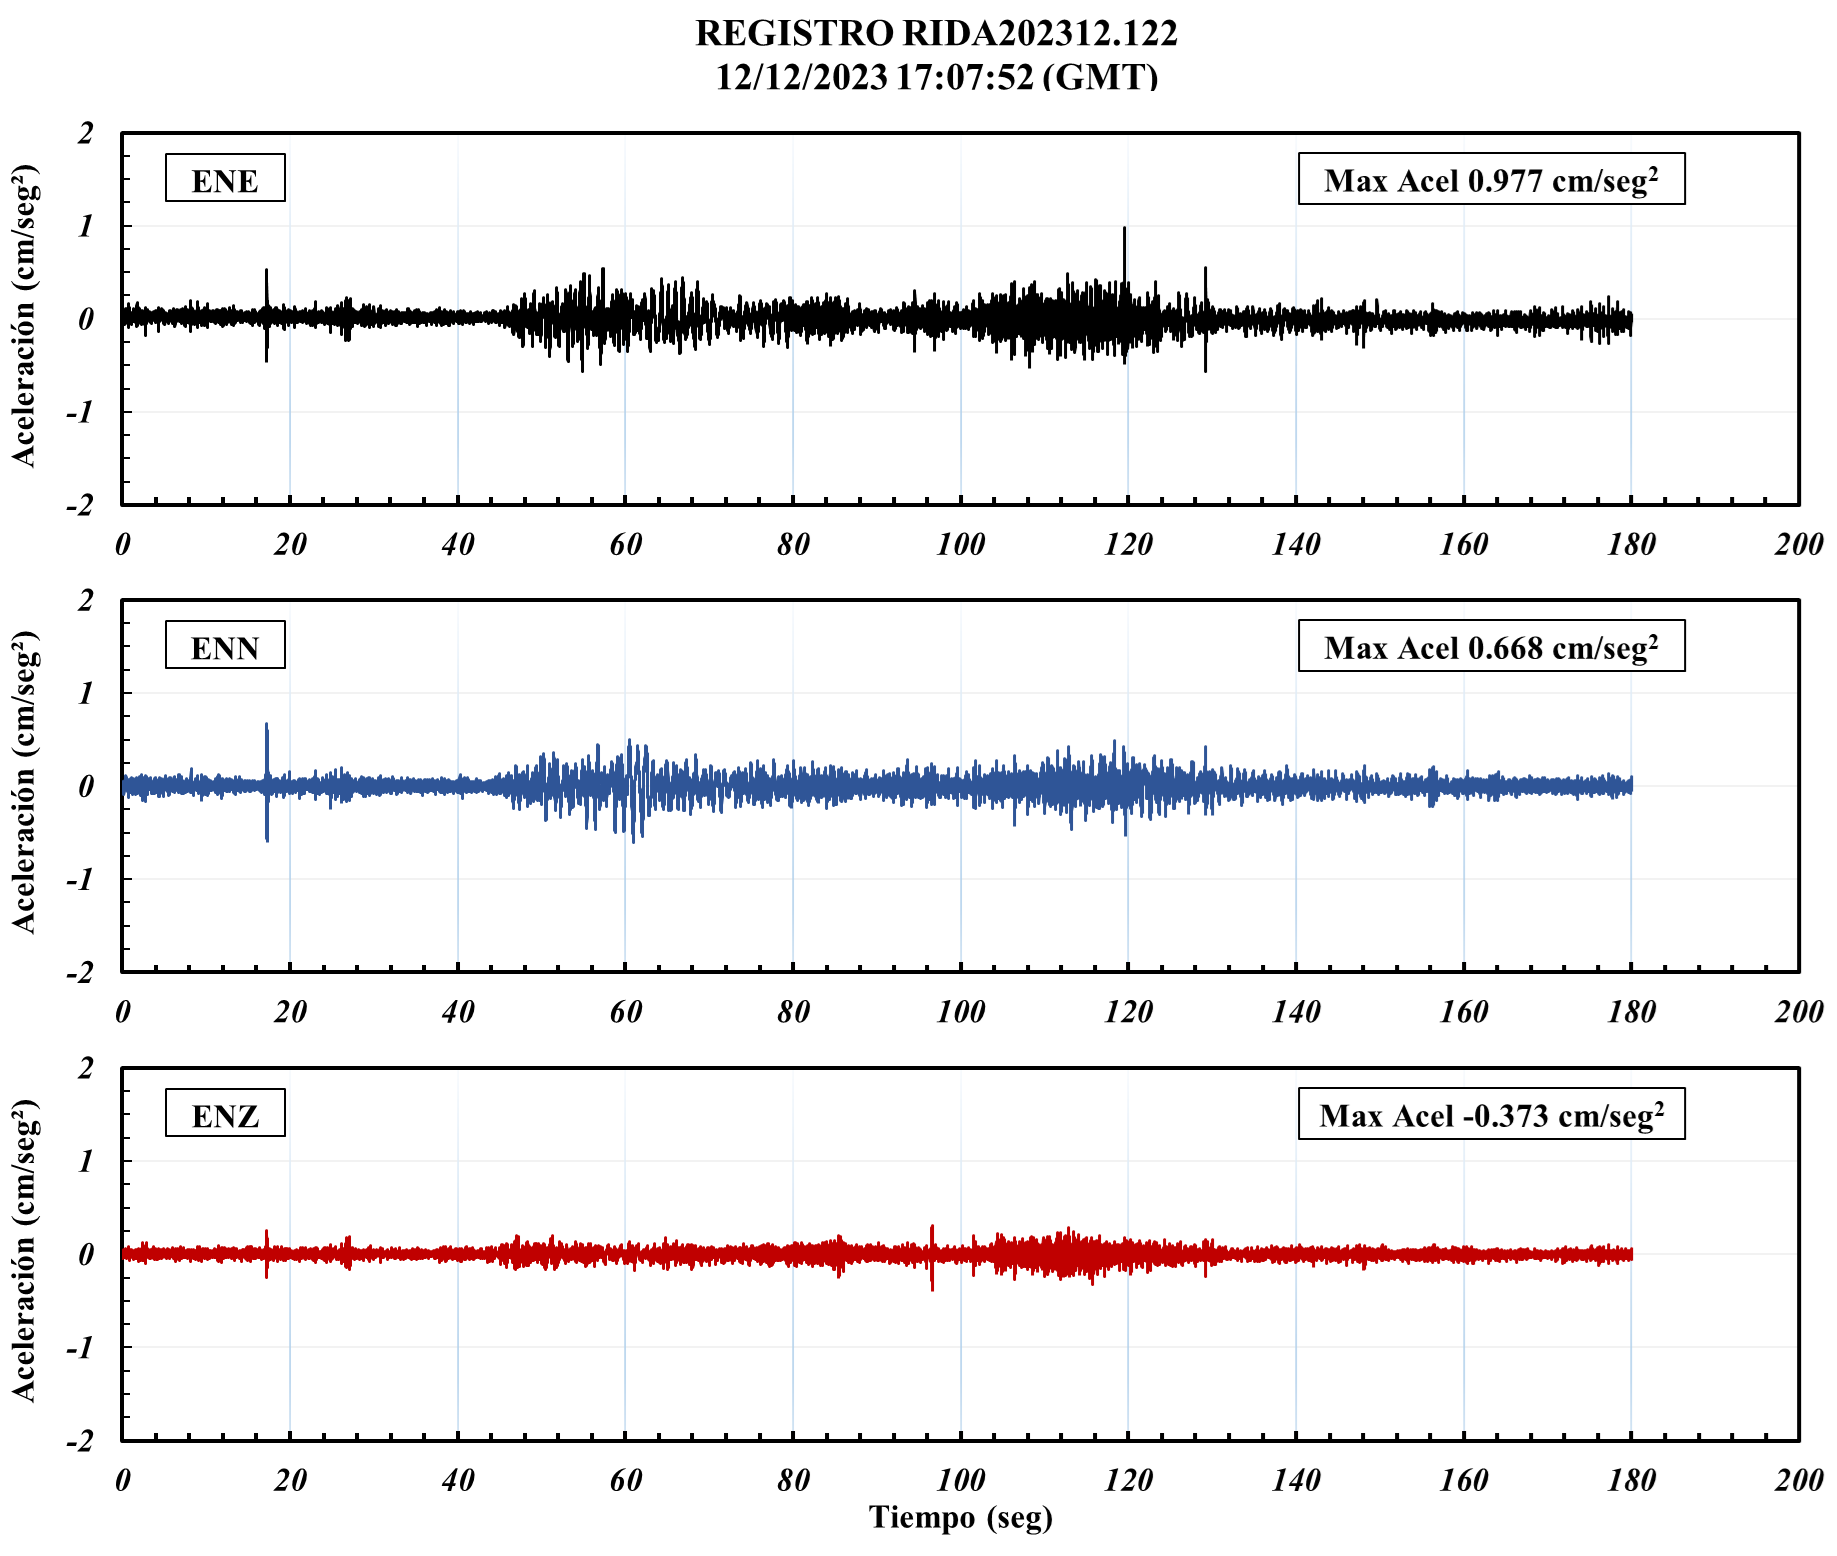 REGISTRO RIDA202312.122
12/12/2023 17:07:52 (GMT)
Aceleración (cm/seg²)
ENE
Max Acel 0.977 cm/seg²
2
1
0
-1
-2
0 20 40 60 80 100 120 140 160 180 200
Aceleración (cm/seg²)
ENN
Max Acel 0.668 cm/seg²
2
1
0
-1
-2
0 20 40 60 80 100 120 140 160 180 200
Aceleración (cm/seg²)
ENZ
Max Acel -0.373 cm/seg²
2
1
0
-1
-2
0 20 40 60 80 100 120 140 160 180 200
Tiempo (seg)